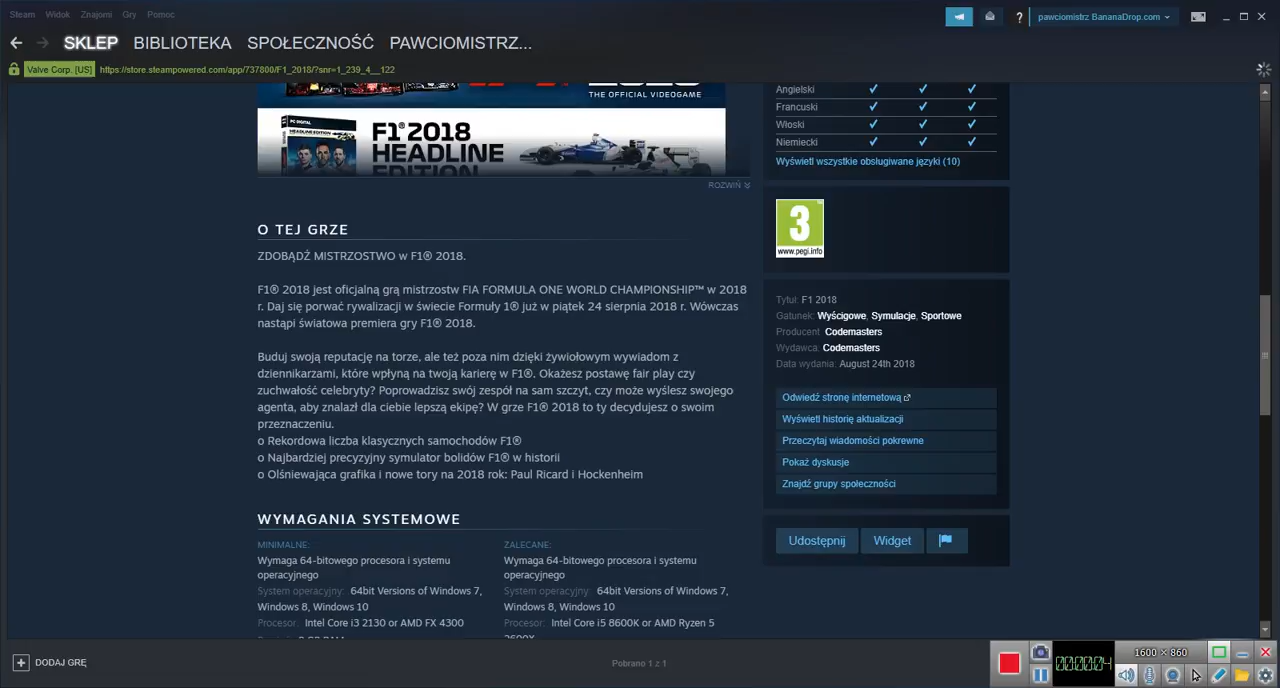 Steam Widok Znajomi Gry Pomoc
? pawciomistrz BananaDrop.com
SKLEP BIBLIOTEKA SPOŁECZNOŚĆ PAWCIOMISTRZ...
Valve Corp. [US] https://store.steampowered.com/app/737800/F1_2018/?snr=1_239_4__122
THE OFFICIAL VIDEOGAME
F1® 2018
HEADLINE
EDITION
ROZWIŃ
O TEJ GRZE
ZDOBĄDŹ MISTRZOSTWO w F1® 2018.
F1® 2018 jest oficjalną grą mistrzostw FIA FORMULA ONE WORLD CHAMPIONSHIP™ w 2018
r. Daj się porwać rywalizacji w świecie Formuły 1® już w piątek 24 sierpnia 2018 r. Wówczas
nastąpi światowa premiera gry F1® 2018.
Buduj swoją reputację na torze, ale też poza nim dzięki żywiołowym wywiadom z
dziennikarzami, które wpłyną na twoją karierę w F1®. Okażesz postawę fair play czy
zuchwałość celebryty? Poprowadzisz swój zespół na sam szczyt, czy może wyślesz swojego
agenta, aby znalazł dla ciebie lepszą ekipę? W grze F1® 2018 to ty decydujesz o swoim
przeznaczeniu.
o Rekordowa liczba klasycznych samochodów F1®
o Najbardziej precyzyjny symulator bolidów F1® w historii
o Olśniewająca grafika i nowe tory na 2018 rok: Paul Ricard i Hockenheim
WYMAGANIA SYSTEMOWE
MINIMALNE:
Wymaga 64-bitowego procesora i systemu
operacyjnego
System operacyjny: 64bit Versions of Windows 7,
Windows 8, Windows 10
Procesor: Intel Core i3 2130 or AMD FX 4300
ZALECANE:
Wymaga 64-bitowego procesora i systemu
operacyjnego
System operacyjny: 64bit Versions of Windows 7,
Windows 8, Windows 10
Procesor: Intel Core i5 8600K or AMD Ryzen 5
Angielski
Francuski
Włoski
Niemiecki
Wyświetl wszystkie obsługiwane języki (10)
3
www.pegi.info
Tytuł: F1 2018
Gatunek: Wyścigowe, Symulacje, Sportowe
Producent: Codemasters
Wydawca: Codemasters
Data wydania: August 24th 2018
Odwiedź stronę internetową
Wyświetl historię aktualizacji
Przeczytaj wiadomości pokrewne
Pokaż dyskusje
Znajdź grupy społeczności
Udostępnij Widget
DODAJ GRĘ
Pobrano 1 z 1
1600 × 860